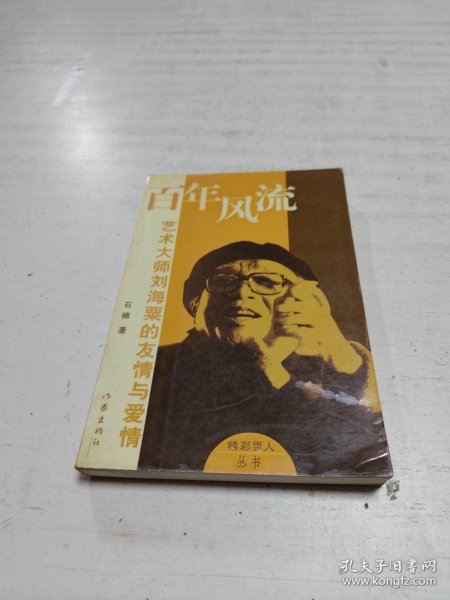 百年风流
艺术大师刘海粟的友情与爱情
石楠 著
作家出版社
精彩男人
丛书
孔夫子旧书网
www.kongfz.com